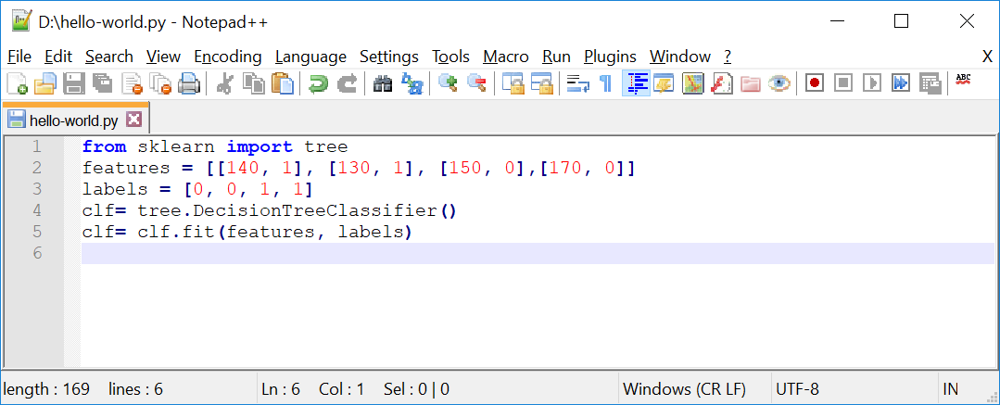 D:\hello-world.py - Notepad++
File Edit Search View Encoding Language Settings Tools Macro Run Plugins Window ? X
ABC
hello-world.py
1 from sklearn import tree
2 features = [[140, 1], [130, 1], [150, 0],[170, 0]]
3 labels = [0, 0, 1, 1]
4 clf= tree.DecisionTreeClassifier()
5 clf= clf.fit(features, labels)
6
length : 169 lines : 6 Ln : 6 Col : 1 Sel : 0 | 0 Windows (CR LF) UTF-8 IN